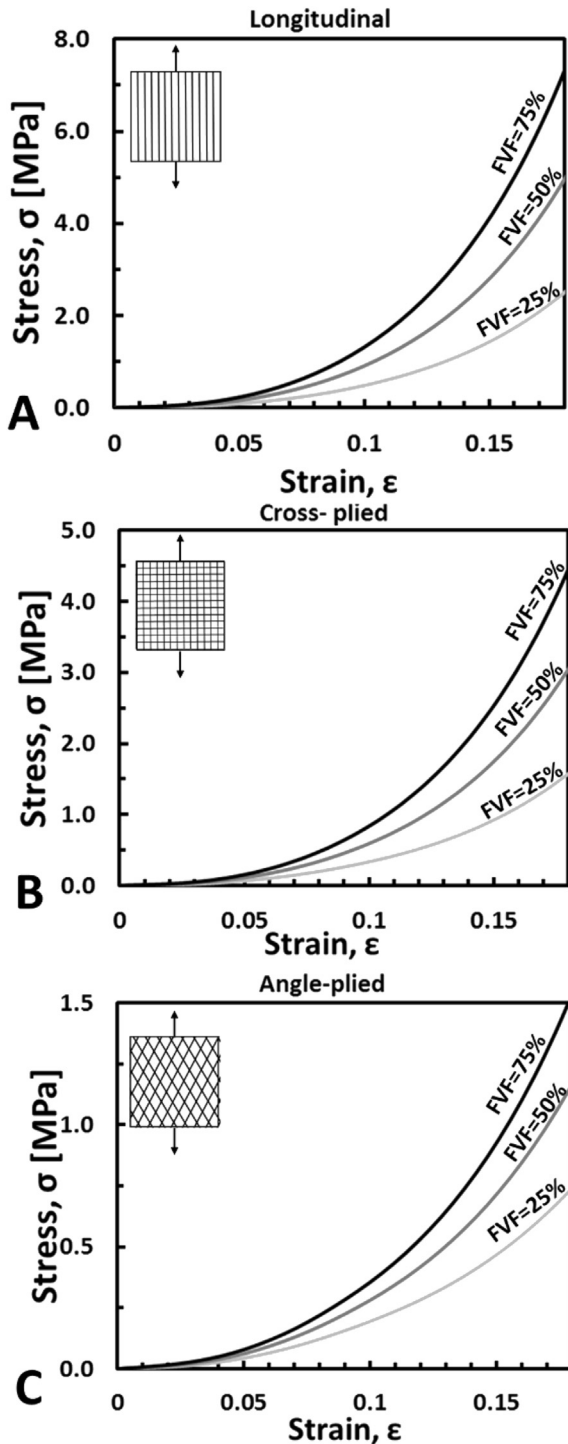 Longitudinal
8.0
6.0
4.0
2.0
0.0
Stress, σ [MPa]
FVF=75%
FVF=50%
FVF=25%
A
0
0.05
0.1
0.15
Strain, ε
Cross- plied
5.0
4.0
3.0
2.0
1.0
0.0
Stress, σ [MPa]
FVF=75%
FVF=50%
FVF=25%
B
0
0.05
0.1
0.15
Strain, ε
Angle-plied
1.5
1.0
0.5
0.0
Stress, σ [MPa]
FVF=75%
FVF=50%
FVF=25%
C
0
0.05
0.1
0.15
Strain, ε